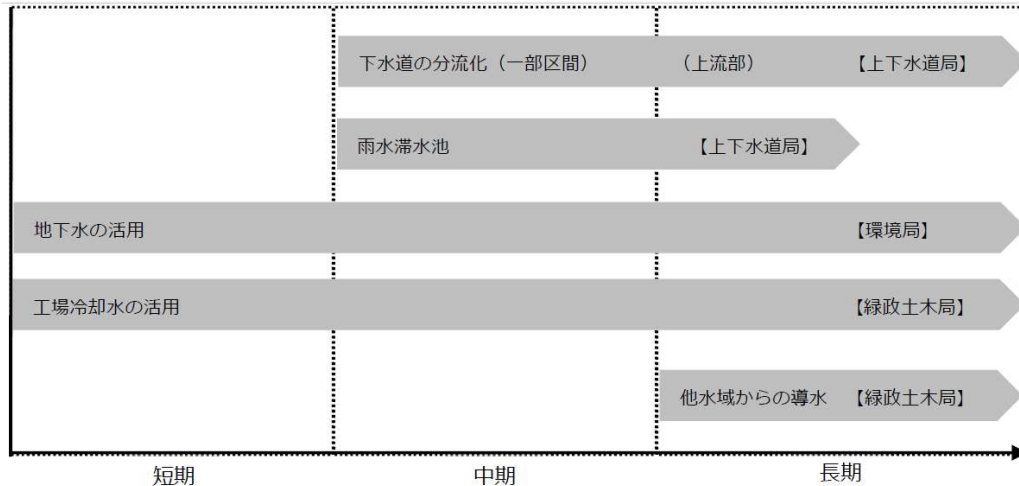 下水道の分流化（一部区間） （上流部） 【上下水道局】
雨水滞水池 【上下水道局】
地下水の活用 【環境局】
工場冷却水の活用 【緑政土木局】
他水域からの導水 【緑政土木局】
短期 中期 長期